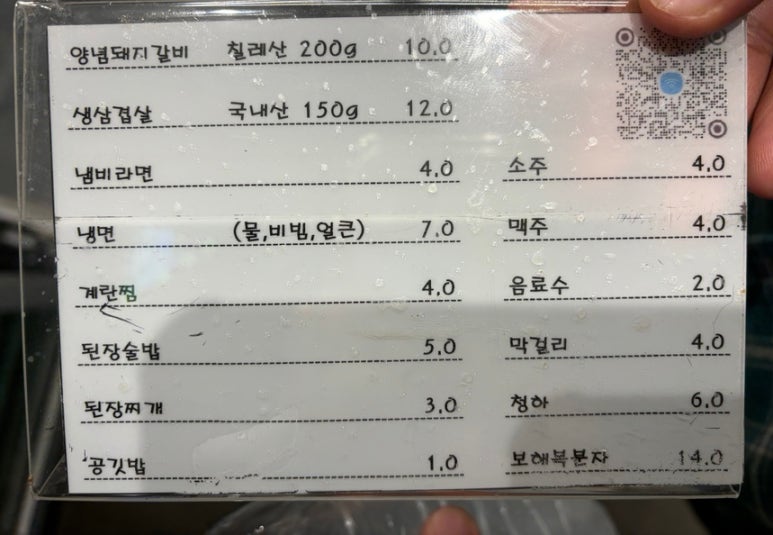 양념돼지갈비 칠레산 200g 10.0
생삼겹살 국내산 150g 12.0
냄비라면 4.0
냉면 (물,비빔,얼큰) 7.0
계란찜 4.0
된장술밥 5.0
된장찌개 3.0
공깃밥 1.0
소주 4.0
맥주 4.0
음료수 2.0
막걸리 4.0
청하 6.0
보해복분자 14.0